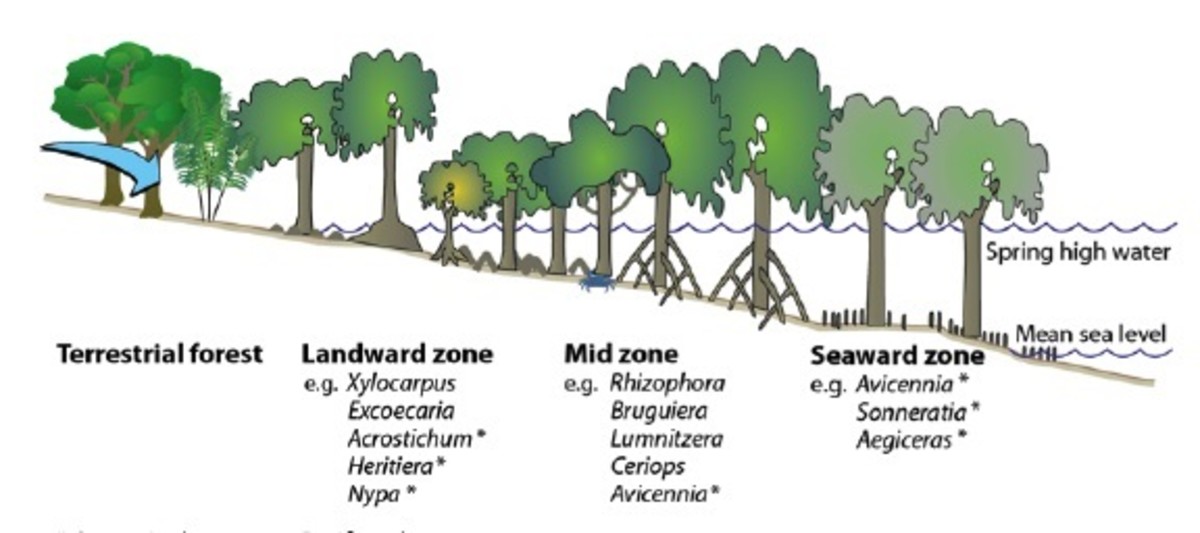 Spring high water
Mean sea level
Terrestrial forest
Landward zone
e.g. Xylocarpus
Excoecaria
Acrostichum*
Heritiera*
Nypa *
Mid zone
e.g. Rhizophora
Bruguiera
Lumnitzera
Ceriops
Avicennia*
Seaward zone
e.g. Avicennia *
Sonneratia *
Aegiceras *